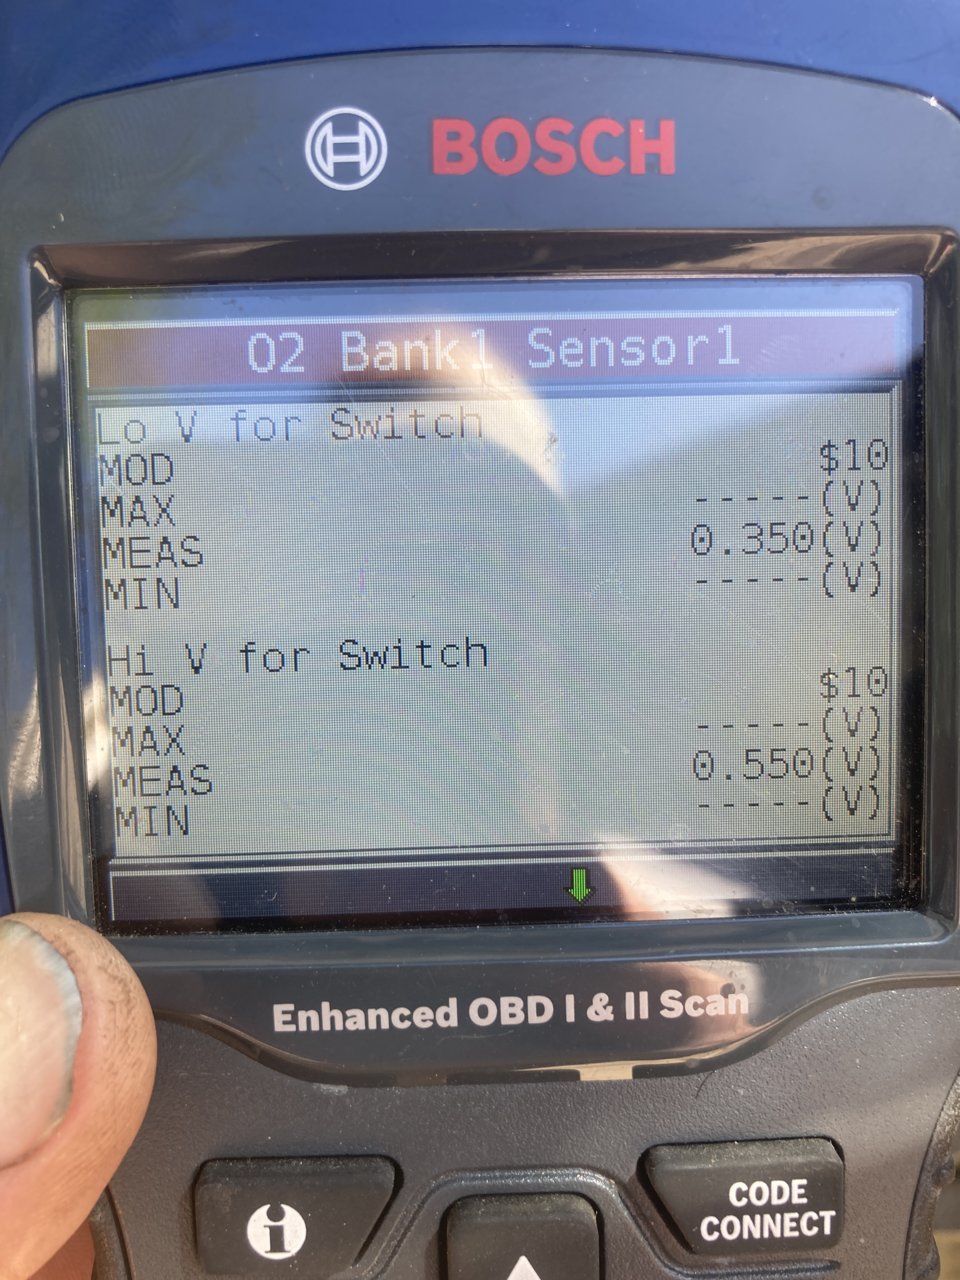 BOSCH
O2 Bank1 Sensor1
Lo V for Switch
MOD $10
MAX -----(V)
MEAS 0.350(V)
MIN -----(V)
Hi V for Switch
MOD $10
MAX -----(V)
MEAS 0.550(V)
MIN -----(V)
Enhanced OBD I & II Scan
i
CODE
CONNECT